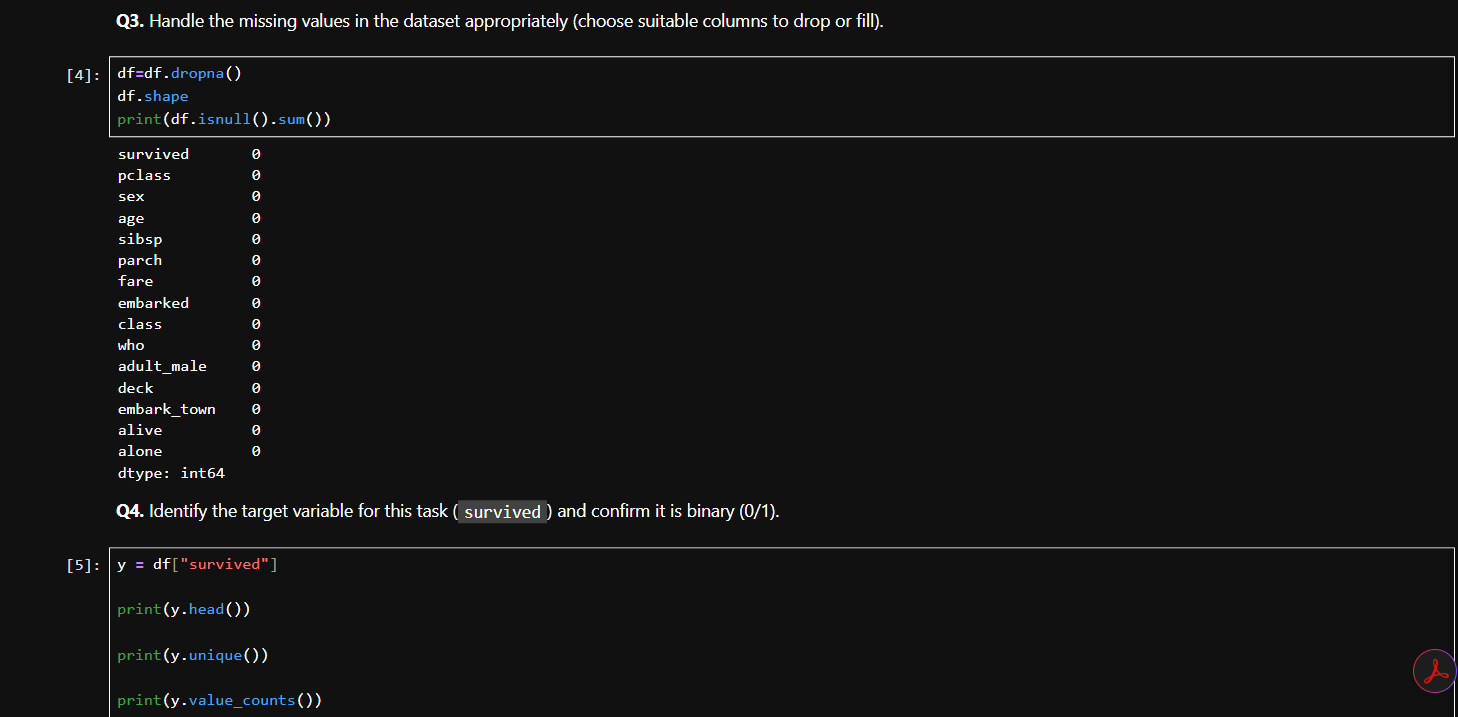 Q3. Handle the missing values in the dataset appropriately (choose suitable columns to drop or fill).
[4]: df=df.dropna()
df.shape
print(df.isnull().sum())
survived 0
pclass 0
sex 0
age 0
sibsp 0
parch 0
fare 0
embarked 0
class 0
who 0
adult_male 0
deck 0
embark_town 0
alive 0
alone 0
dtype: int64
Q4. Identify the target variable for this task (survived) and confirm it is binary (0/1).
[5]: y = df["survived"]
print(y.head())
print(y.unique())
print(y.value_counts())